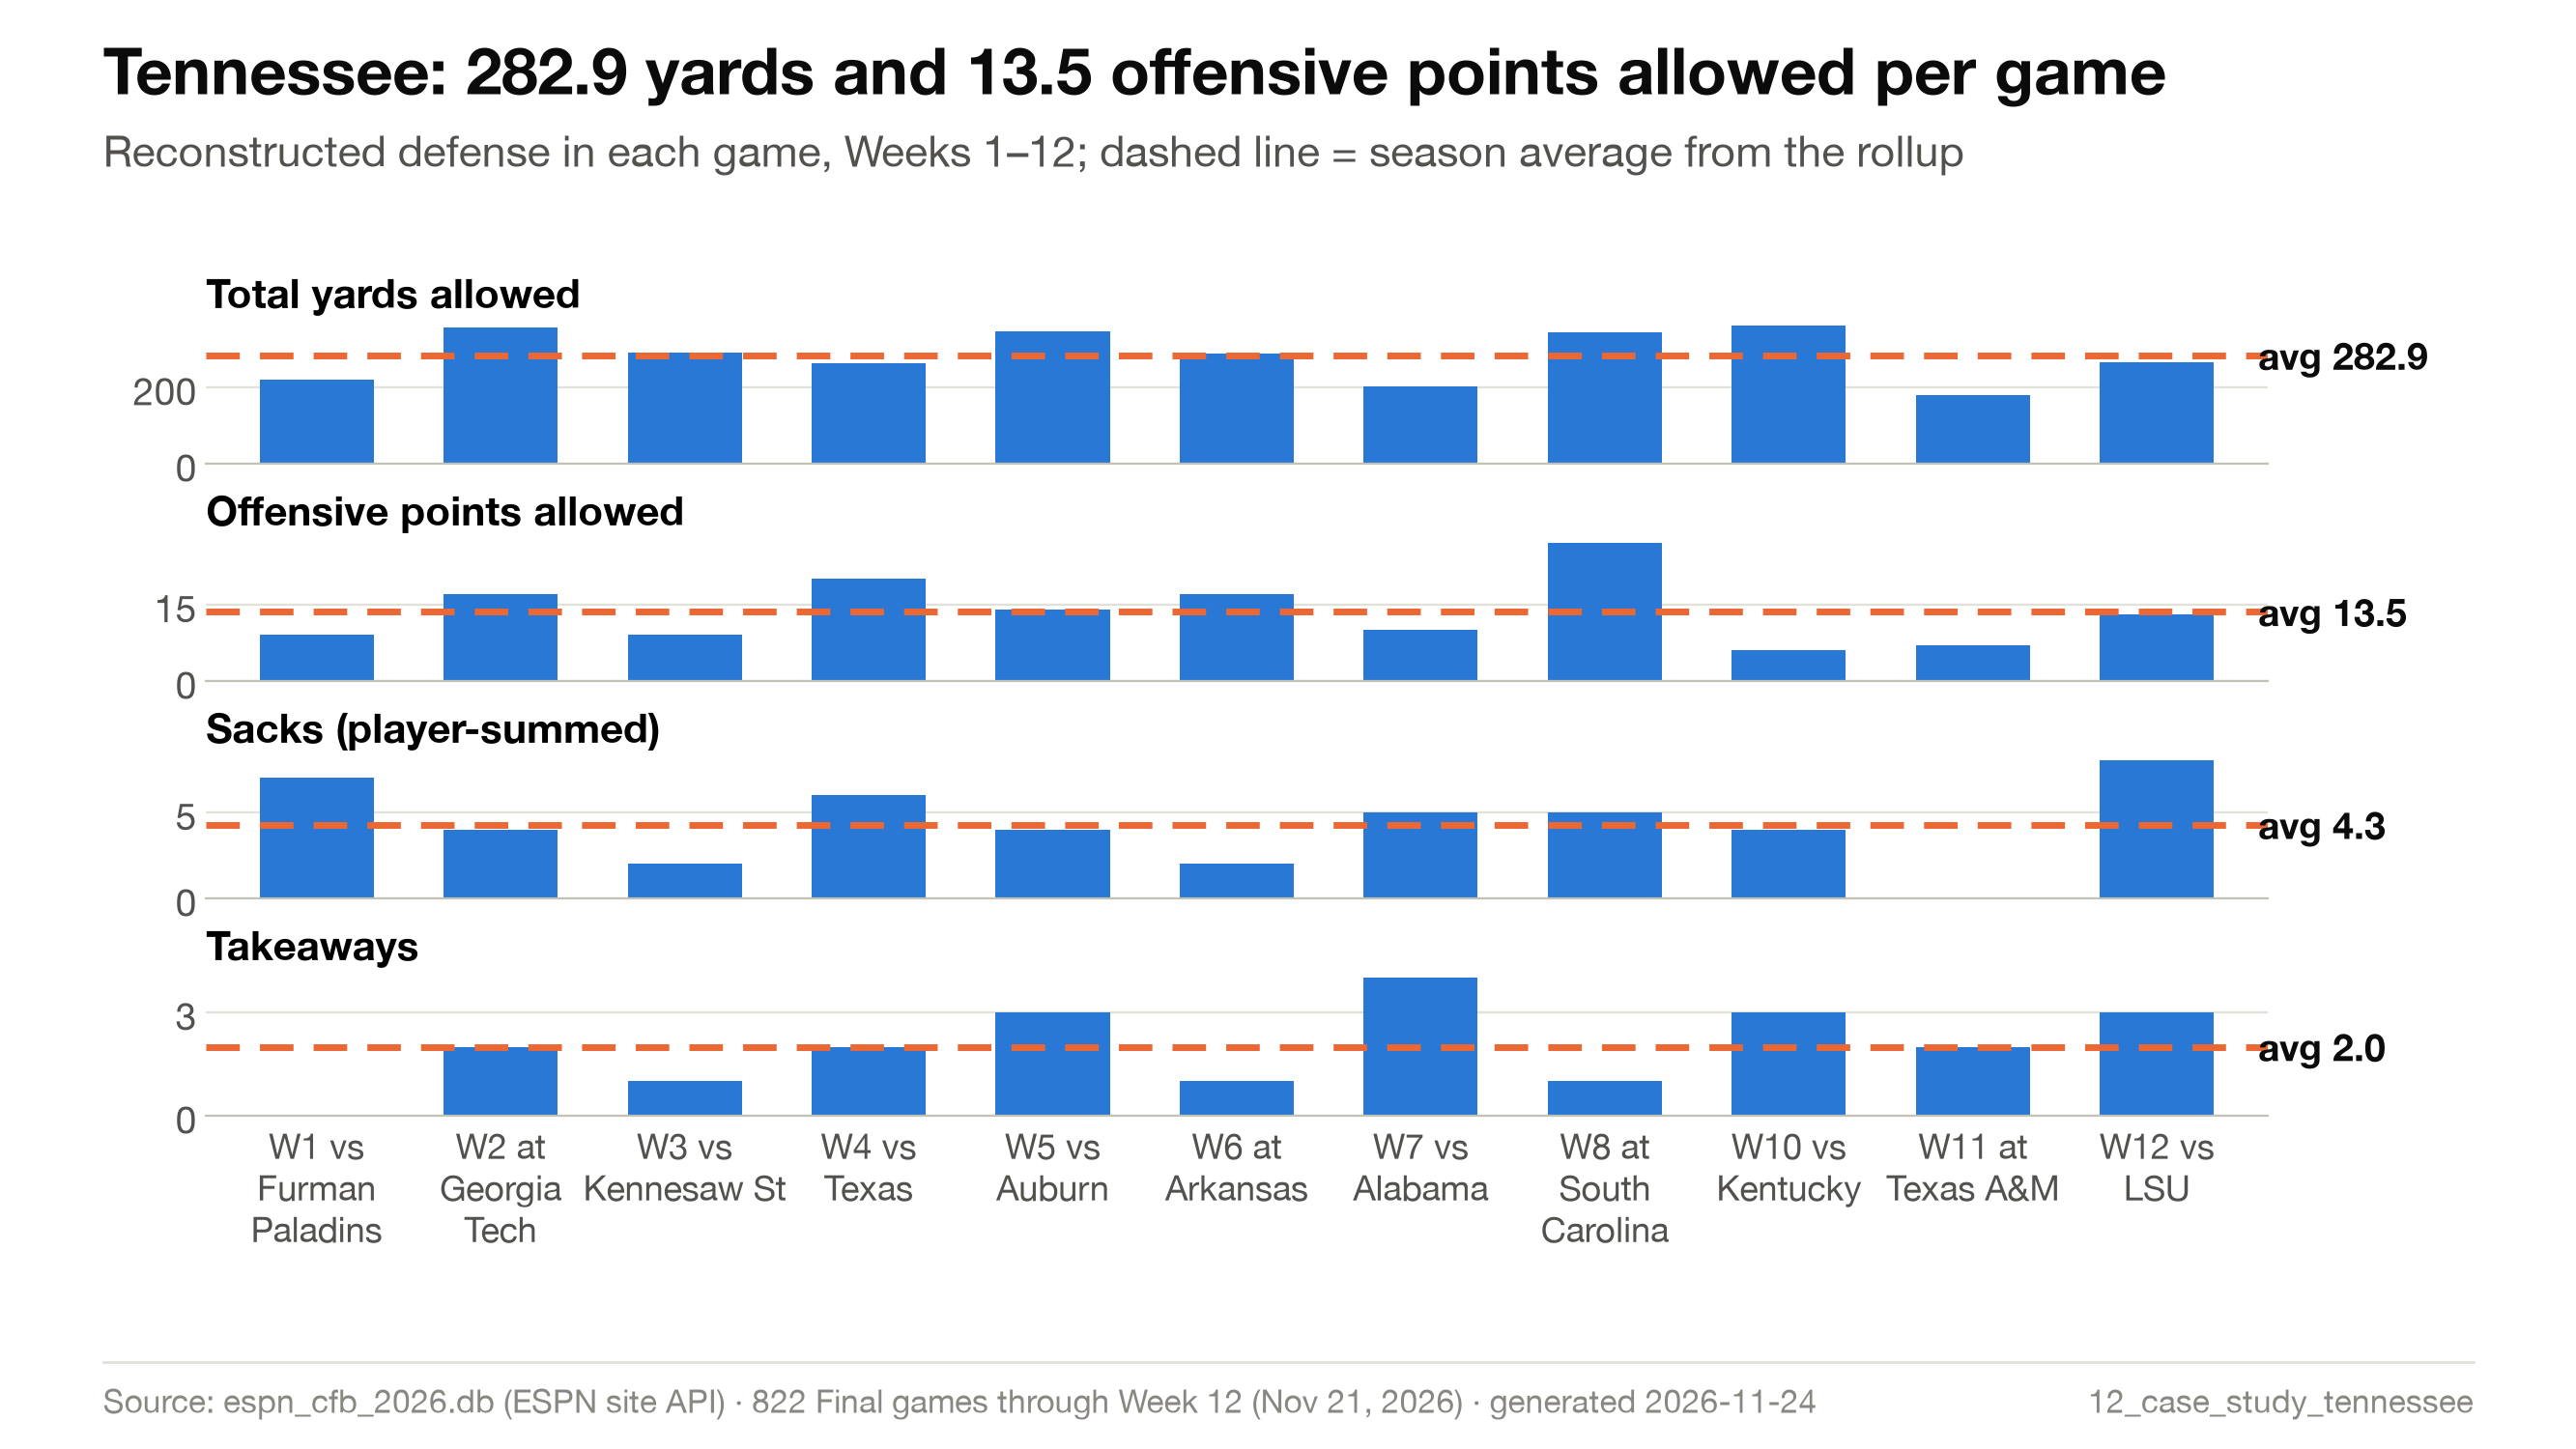 Tennessee: 282.9 yards and 13.5 offensive points allowed per game
Reconstructed defense in each game, Weeks 1–12; dashed line = season average from the rollup
Total yards allowed
avg 282.9
200
0
Offensive points allowed
15
avg 13.5
0
Sacks (player-summed)
5
avg 4.3
0
Takeaways
3
avg 2.0
0
W1 vs
Furman
Paladins
W2 at
Georgia
Tech
W3 vs
Kennesaw St
W4 vs
Texas
W5 vs
Auburn
W6 at
Arkansas
W7 vs
Alabama
W8 at
South
Carolina
W10 vs
Kentucky
W11 at
Texas A&M
W12 vs
LSU
Source: espn_cfb_2026.db (ESPN site API) · 822 Final games through Week 12 (Nov 21, 2026) · generated 2026-11-24
12_case_study_tennessee